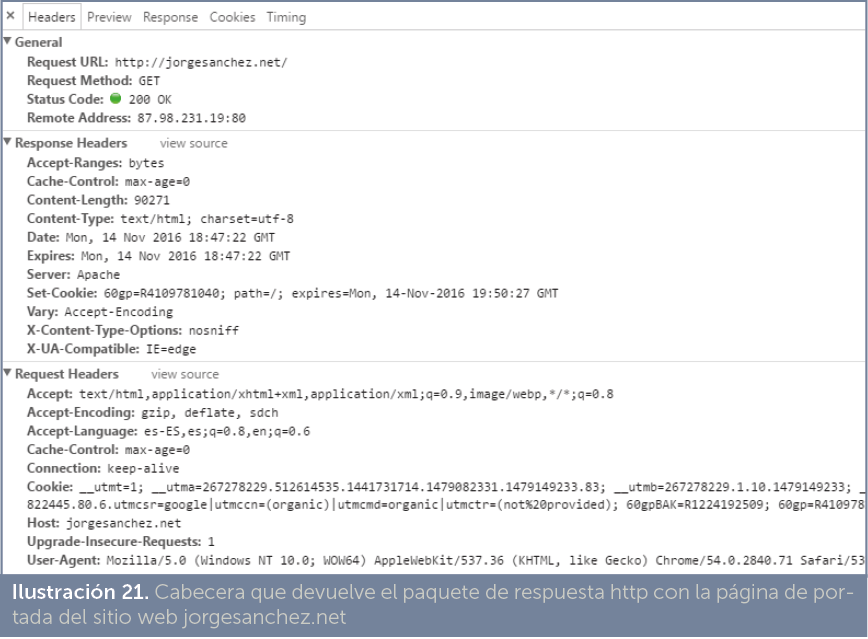 × Headers Preview Response Cookies Timing
▼ General
Request URL: http://jorgesanchez.net/
Request Method: GET
Status Code: 200 OK
Remote Address: 87.98.231.19:80
▼ Response Headers view source
Accept-Ranges: bytes
Cache-Control: max-age=0
Content-Length: 90271
Content-Type: text/html; charset=utf-8
Date: Mon, 14 Nov 2016 18:47:22 GMT
Expires: Mon, 14 Nov 2016 18:47:22 GMT
Server: Apache
Set-Cookie: 60gp=R4109781040; path=/; expires=Mon, 14-Nov-2016 19:50:27 GMT
Vary: Accept-Encoding
X-Content-Type-Options: nosniff
X-UA-Compatible: IE=edge
▼ Request Headers view source
Accept: text/html,application/xhtml+xml,application/xml;q=0.9,image/webp,*/*;q=0.8
Accept-Encoding: gzip, deflate, sdch
Accept-Language: es-ES,es;q=0.8,en;q=0.6
Cache-Control: max-age=0
Connection: keep-alive
Cookie: __utmt=1; __utma=267278229.512614535.1441731714.1479082331.1479149233.83; __utmb=267278229.1.10.1479149233; _
822445.80.6.utmcsr=google|utmccn=(organic)|utmcmd=organic|utmctr=(not%20provided); 60gpBAK=R1224192509; 60gp=R410978
Host: jorgesanchez.net
Upgrade-Insecure-Requests: 1
User-Agent: Mozilla/5.0 (Windows NT 10.0; WOW64) AppleWebKit/537.36 (KHTML, like Gecko) Chrome/54.0.2840.71 Safari/53
Ilustración 21. Cabecera que devuelve el paquete de respuesta http con la página de por-
tada del sitio web jorgesanchez.net